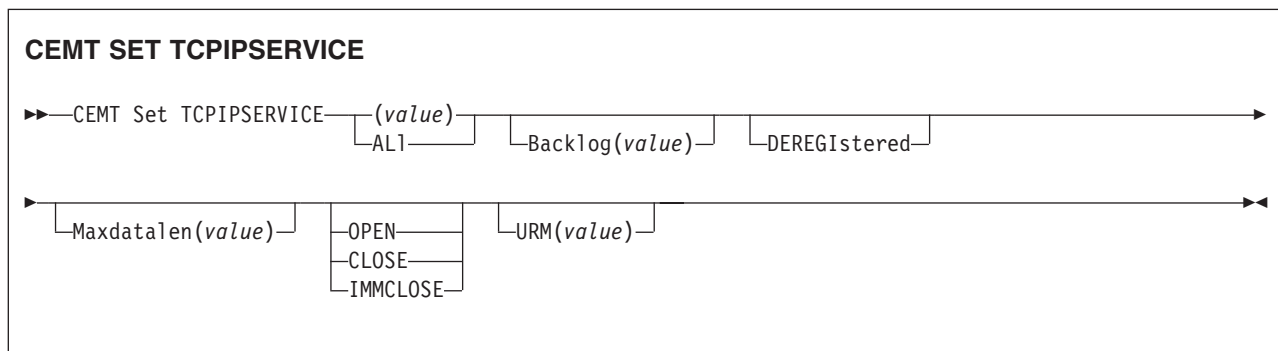 CEMT SET TCPIPSERVICE
CEMT Set TCPIPSERVICE (value) Backlog(value) DEREGIstered
ALl
Maxdatalen(value) OPEN URM(value)
CLOSE
IMMCLOSE